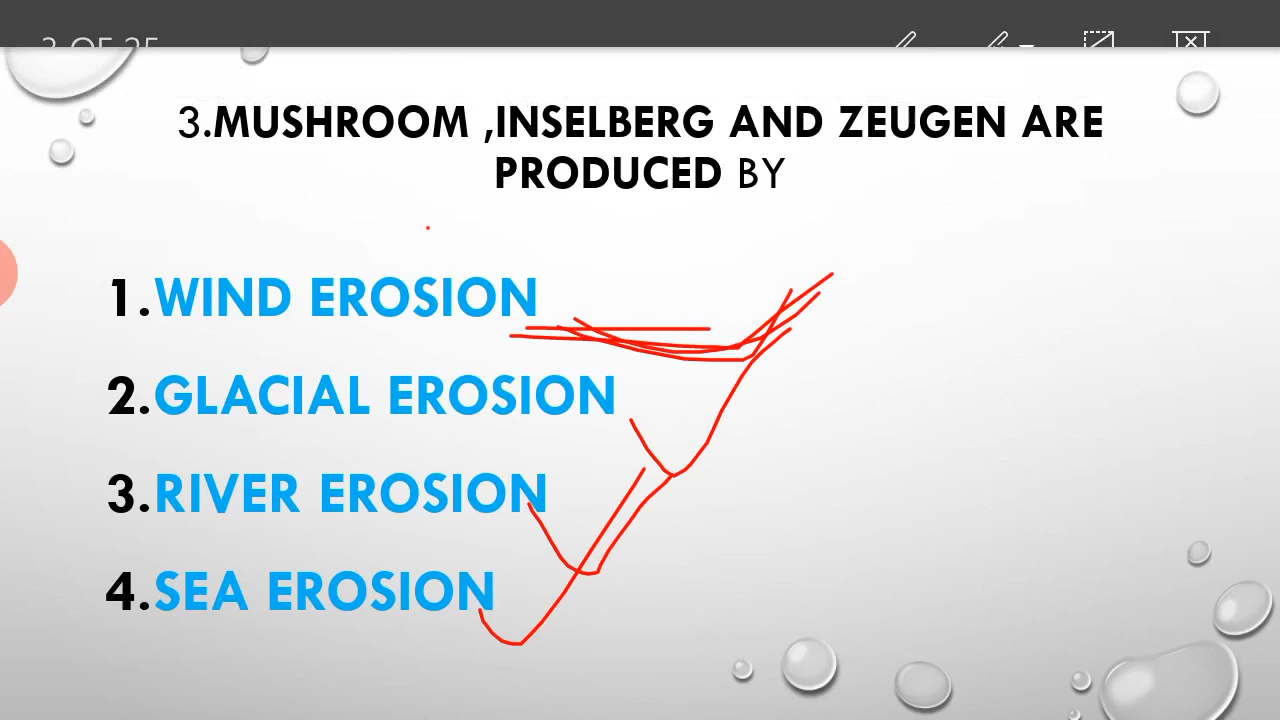 3.MUSHROOM ,INSELBERG AND ZEUGEN ARE
PRODUCED BY
1.WIND EROSION
2.GLACIAL EROSION
3.RIVER EROSION
4.SEA EROSION